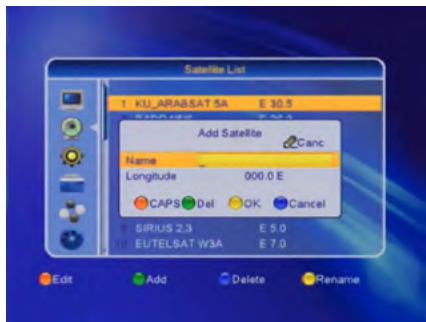 Satellite List
1 KU_ARABSAT 5A E 30.5
Add Satellite
Canc
Name
Longitude 000.0 E
CAPS Del OK Cancel
SIRIUS 2,3 E 5.0
10 EUTELSAT W3A E 7.0
Edit Add Delete Rename